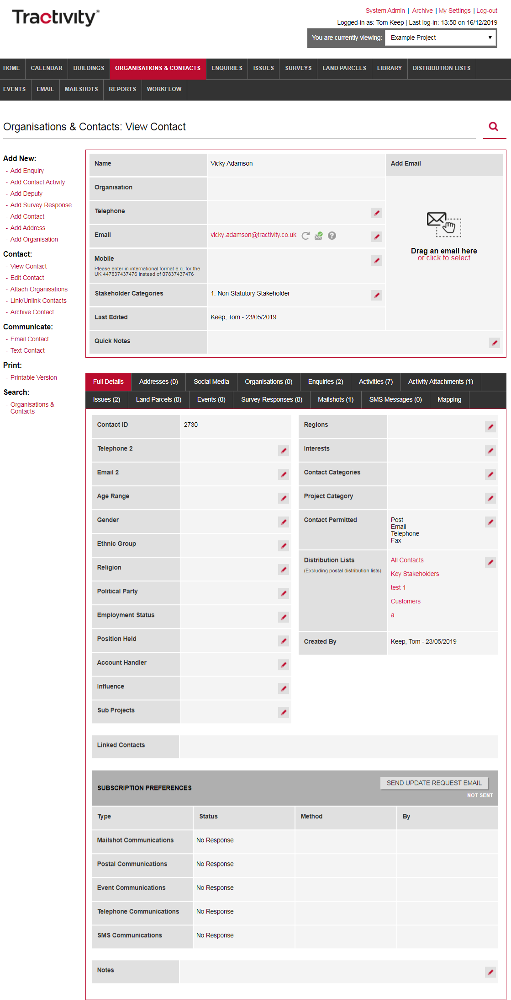 Tractivity®
System Admin | Archive | My Settings | Log-out
Logged-in as: Tom Keep | Last log-in: 13:50 on 16/12/2019
You are currently viewing: Example Project
HOME CALENDAR BUILDINGS ORGANISATIONS & CONTACTS ENQUIRIES ISSUES SURVEYS LAND PARCELS LIBRARY DISTRIBUTION LISTS
EVENTS EMAIL MAILSHOTS REPORTS WORKFLOW
Organisations & Contacts: View Contact
Add New:
- Add Enquiry
- Add Contact Activity
- Add Deputy
- Add Survey Response
- Add Contact
- Add Address
- Add Organisation
Contact:
- View Contact
- Edit Contact
- Attach Organisations
- Link/Unlink Contacts
- Archive Contact
Communicate:
- Email Contact
- Text Contact
Print:
- Printable Version
Search:
- Organisations &
Contacts
Name Vicky Adamson
Organisation
Telephone
Email vicky.adamson@tractivity.co.uk ?
Mobile
Please enter in international format e.g. for the
UK 447837437476 instead of 07837437476
Stakeholder Categories 1. Non Statutory Stakeholder
Last Edited Keep, Tom - 23/05/2019
Quick Notes
Add Email
Drag an email here
or click to select
Full Details Addresses (0) Social Media Organisations (0) Enquiries (2) Activities (7) Activity Attachments (1)
Issues (2) Land Parcels (0) Events (0) Survey Responses (0) Mailshots (1) SMS Messages (0) Mapping
Contact ID 2730
Telephone 2
Email 2
Age Range
Gender
Ethnic Group
Religion
Political Party
Employment Status
Position Held
Account Handler
Influence
Sub Projects
Regions
Interests
Contact Categories
Project Category
Contact Permitted Post
Email
Telephone
Fax
Distribution Lists All Contacts
(Excluding postal distribution lists)
Key Stakeholders
test 1
Customers
a
Created By Keep, Tom - 23/05/2019
Linked Contacts
SUBSCRIPTION PREFERENCES SEND UPDATE REQUEST EMAIL
NOT SENT
Type Status Method By
Mailshot Communications No Response
Postal Communications No Response
Event Communications No Response
Telephone Communications No Response
SMS Communications No Response
Notes